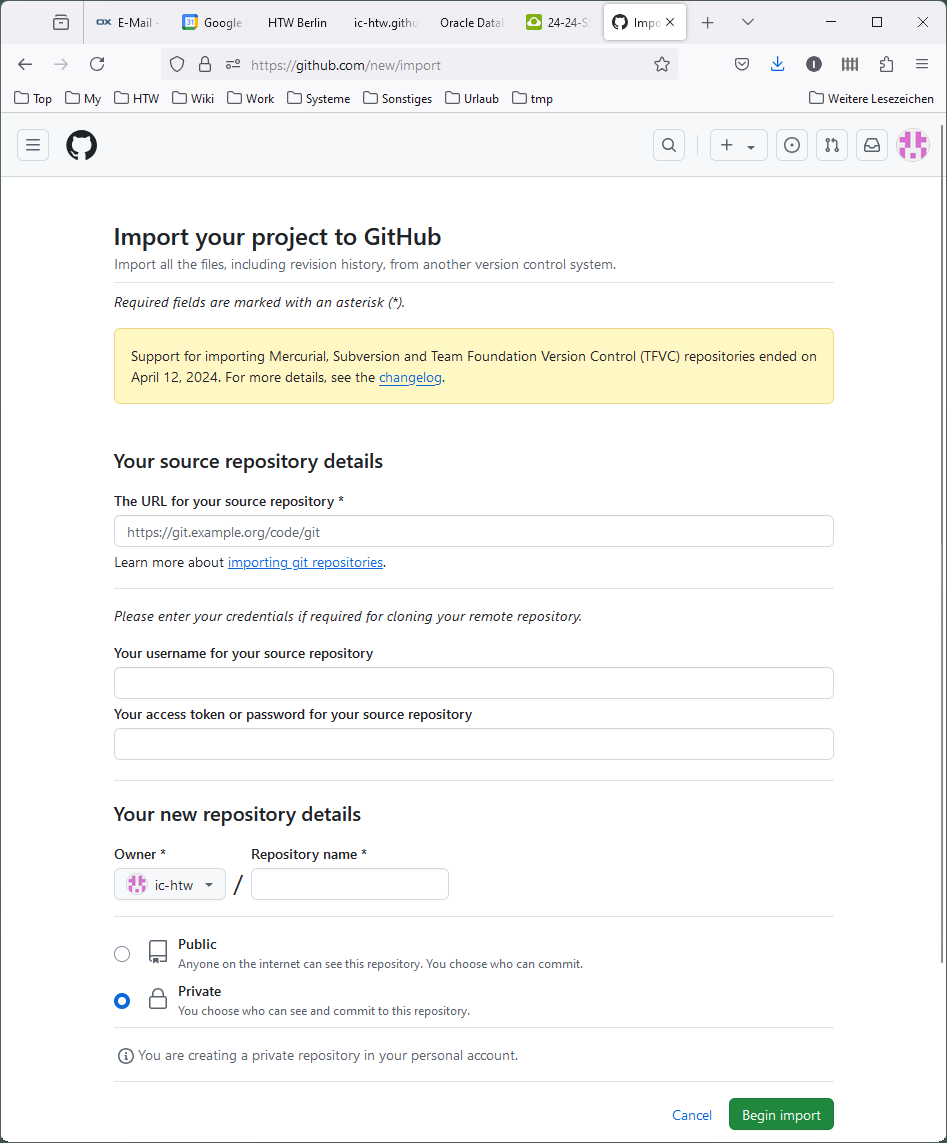 OX E-Mail -
31 Google
HTW Berlin
ic-htw.githu
Oracle Datal
24-24-S
Impo
https://github.com/new/import
Top My HTW Wiki Work Systeme Sonstiges Urlaub tmp Weitere Lesezeichen
Import your project to GitHub
Import all the files, including revision history, from another version control system.
Required fields are marked with an asterisk (*).
Support for importing Mercurial, Subversion and Team Foundation Version Control (TFVC) repositories ended on
April 12, 2024. For more details, see the changelog.
Your source repository details
The URL for your source repository *
https://git.example.org/code/git
Learn more about importing git repositories.
Please enter your credentials if required for cloning your remote repository.
Your username for your source repository
Your access token or password for your source repository
Your new repository details
Owner * Repository name *
ic-htw /
Public
Anyone on the internet can see this repository. You choose who can commit.
Private
You choose who can see and commit to this repository.
You are creating a private repository in your personal account.
Cancel Begin import